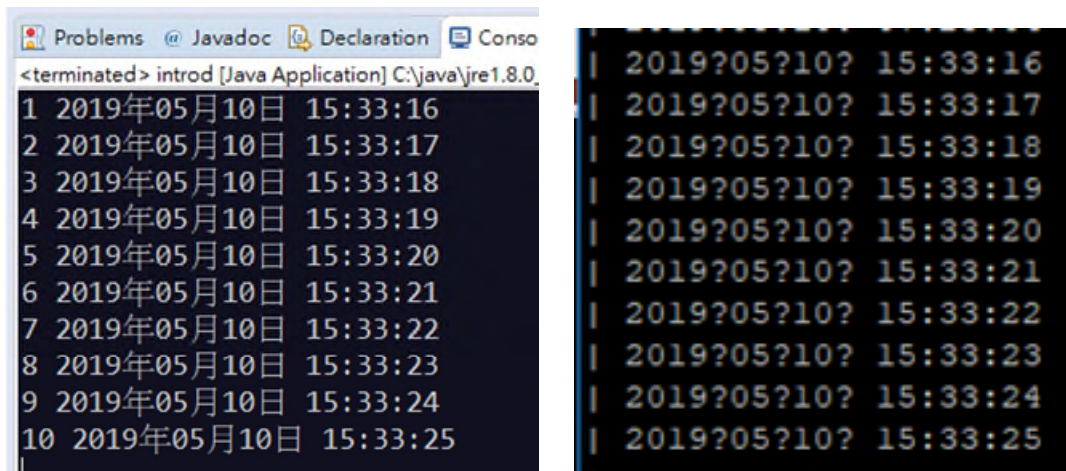 Problems @ Javadoc Declaration Conso
<terminated> introd [Java Application] C:\java\jre1.8.0_
1 2019年05月10日 15:33:16
2 2019年05月10日 15:33:17
3 2019年05月10日 15:33:18
4 2019年05月10日 15:33:19
5 2019年05月10日 15:33:20
6 2019年05月10日 15:33:21
7 2019年05月10日 15:33:22
8 2019年05月10日 15:33:23
9 2019年05月10日 15:33:24
10 2019年05月10日 15:33:25
| 2019?05?10? 15:33:16
| 2019?05?10? 15:33:17
| 2019?05?10? 15:33:18
| 2019?05?10? 15:33:19
| 2019?05?10? 15:33:20
| 2019?05?10? 15:33:21
| 2019?05?10? 15:33:22
| 2019?05?10? 15:33:23
| 2019?05?10? 15:33:24
| 2019?05?10? 15:33:25